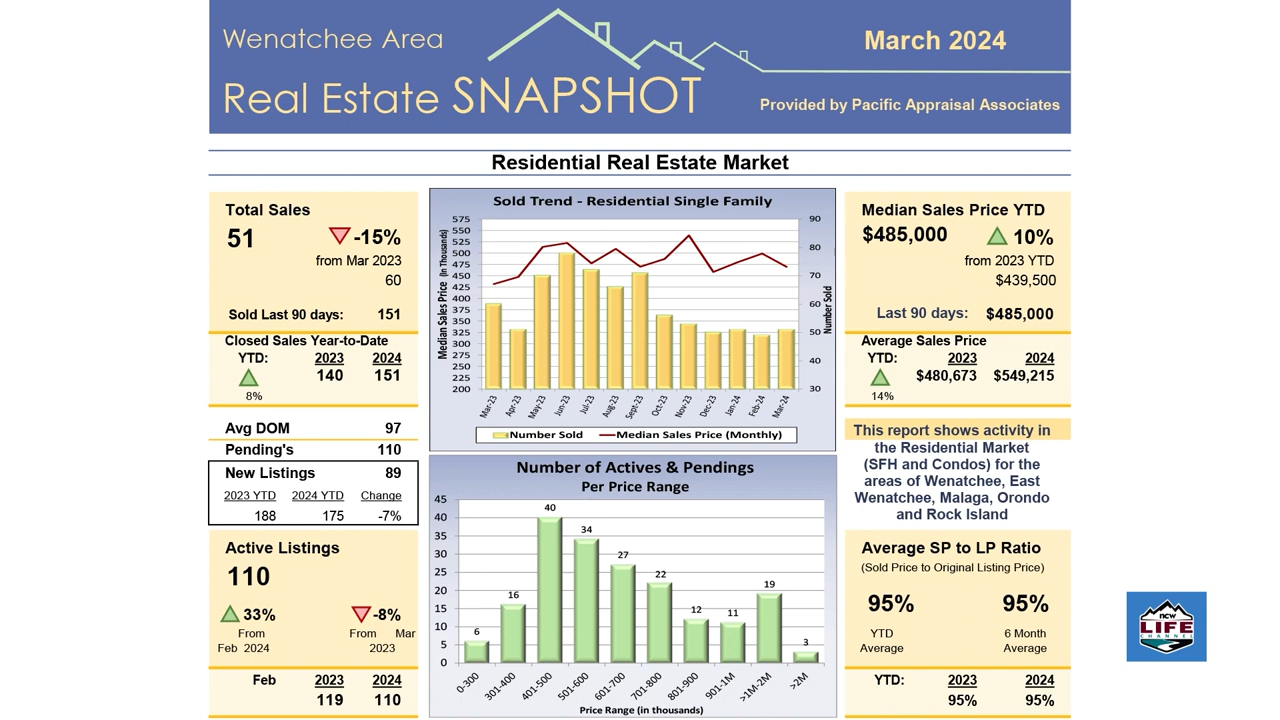 Wenatchee Area
March 2024
Real Estate SNAPSHOT
Provided by Pacific Appraisal Associates
Residential Real Estate Market
Total Sales
51
-15%
from Mar 2023
60
Sold Last 90 days: 151
Closed Sales Year-to-Date
YTD: 2023 2024
140 151
8%
Avg DOM 97
Pending's 110
New Listings 89
2023 YTD 2024 YTD Change
188 175 -7%
Active Listings
110
33% -8%
From From Mar
Feb 2024 2023
Feb 2023 2024
119 110
Sold Trend - Residential Single Family
Median Sales Price (In Thousands)
575
550
525
500
475
450
425
400
375
350
325
300
275
250
225
200
90
80
70
60
50
40
30
Number Sold
Mar-23 Apr-23 May-23 Jun-23 Jul-23 Aug-23 Sept-23 Oct-23 Nov-23 Dec-23 Jan-24 Feb-24 Mar-24
Number Sold Median Sales Price (Monthly)
Number of Actives & Pendings
Per Price Range
45
40
35
30
25
20
15
10
5
0
6 16 40 34 27 22 12 11 19 3
0-300 301-400 401-500 501-600 601-700 701-800 801-900 901-1M >1M-2M >2M
Price Range (in thousands)
Median Sales Price YTD
$485,000 10%
from 2023 YTD
$439,500
Last 90 days: $485,000
Average Sales Price
YTD: 2023 2024
$480,673 $549,215
14%
This report shows activity in
the Residential Market
(SFH and Condos) for the
areas of Wenatchee, East
Wenatchee, Malaga, Orondo
and Rock Island
Average SP to LP Ratio
(Sold Price to Original Listing Price)
95% 95%
YTD 6 Month
Average Average
YTD: 2023 2024
95% 95%
ncw
LIFE
CHANNEL